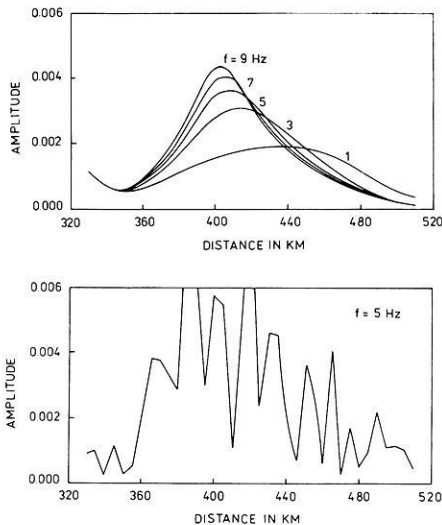 0.006
0.004
0.002
0.000
AMPLITUDE
f = 9 Hz
7
5
3
1
320 360 400 440 480 520
DISTANCE IN KM
0.006
0.004
0.002
0.000
AMPLITUDE
f = 5 Hz
320 360 400 440 480 520
DISTANCE IN KM